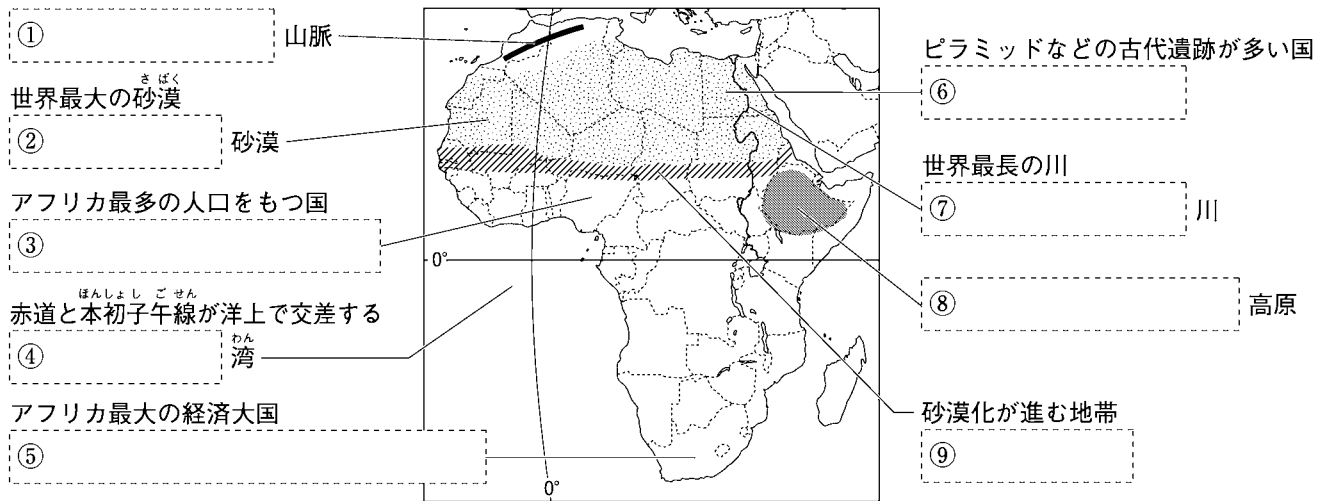 ① 山脈
世界最大の砂漠
さばく
② 砂漠
アフリカ最多の人口をもつ国
③
赤道と本初子午線が洋上で交差する
ほんしょしごせん
④ 湾
わん
アフリカ最大の経済大国
⑤
0°
0°
ピラミッドなどの古代遺跡が多い国
⑥
世界最長の川
⑦ 川
⑧ 高原
砂漠化が進む地帯
⑨